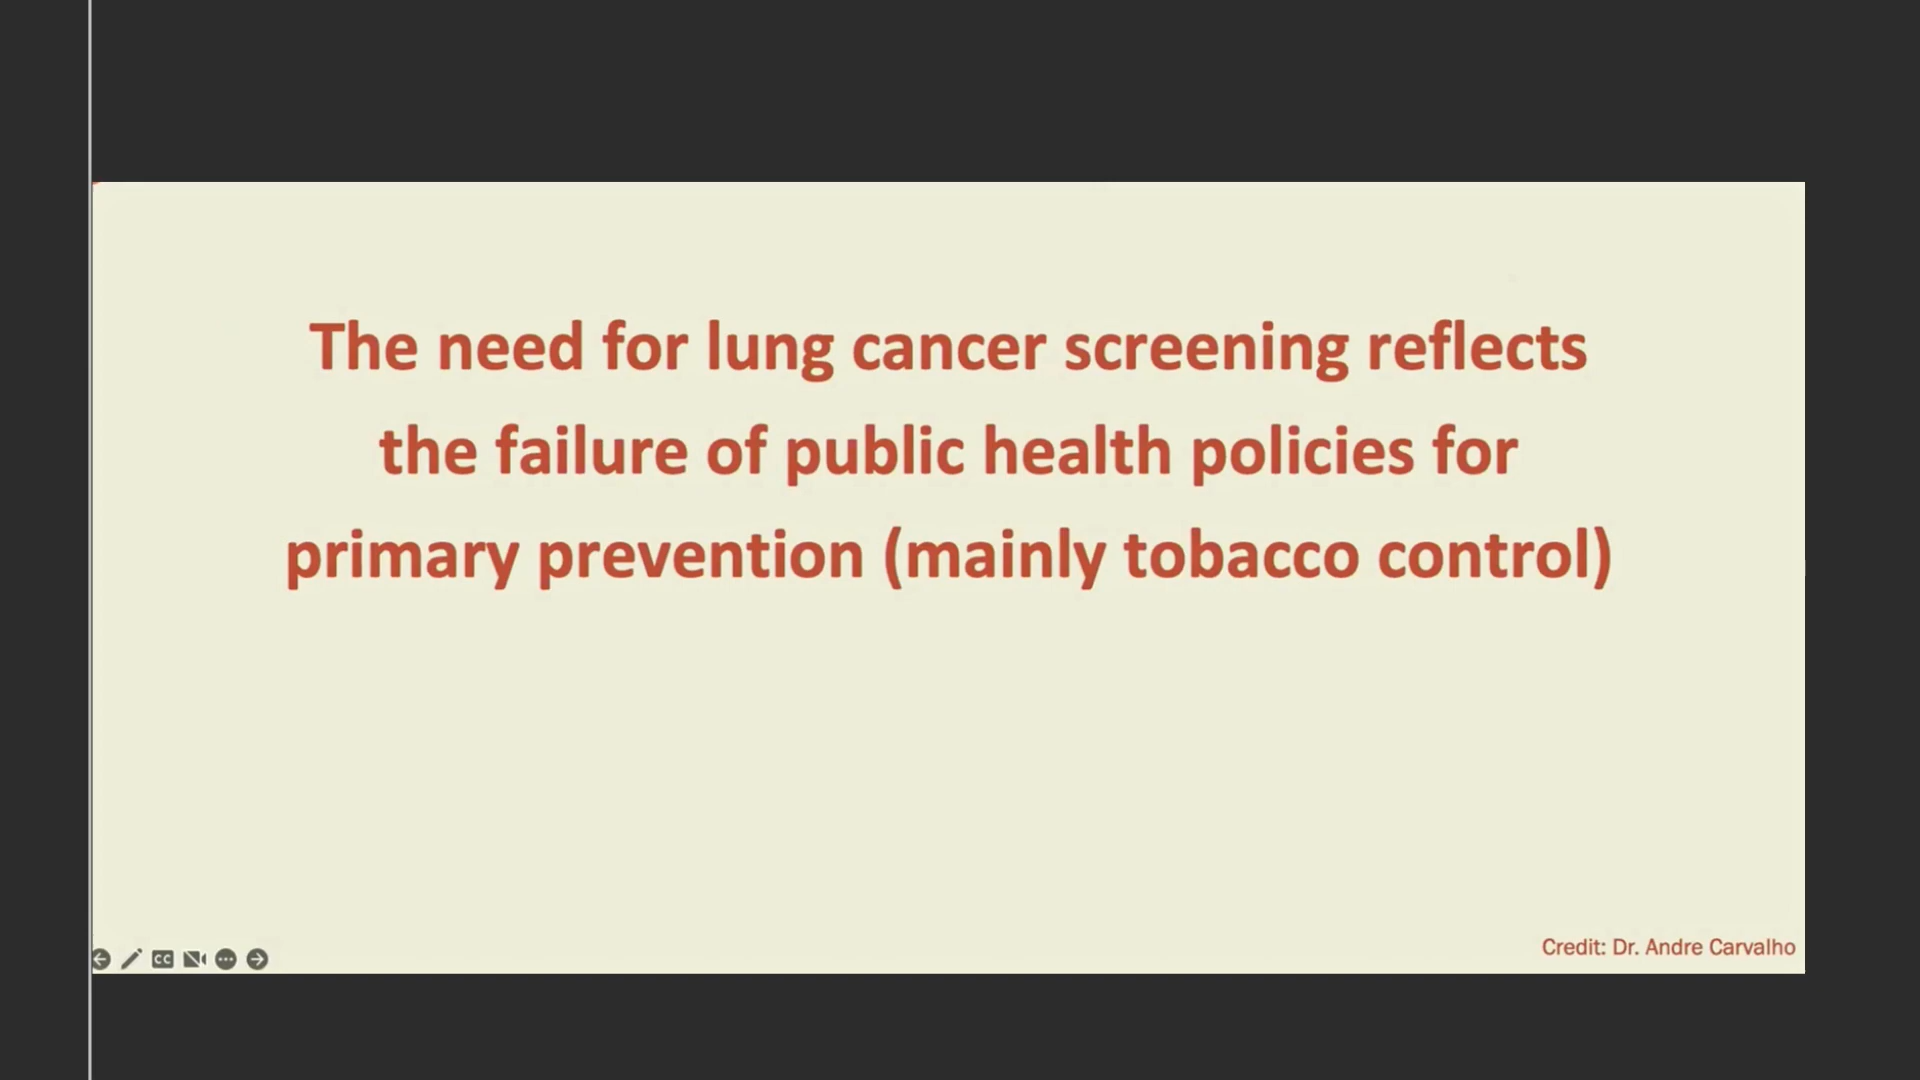 The need for lung cancer screening reflects
the failure of public health policies for
primary prevention (mainly tobacco control)
CC
Credit: Dr. Andre Carvalho